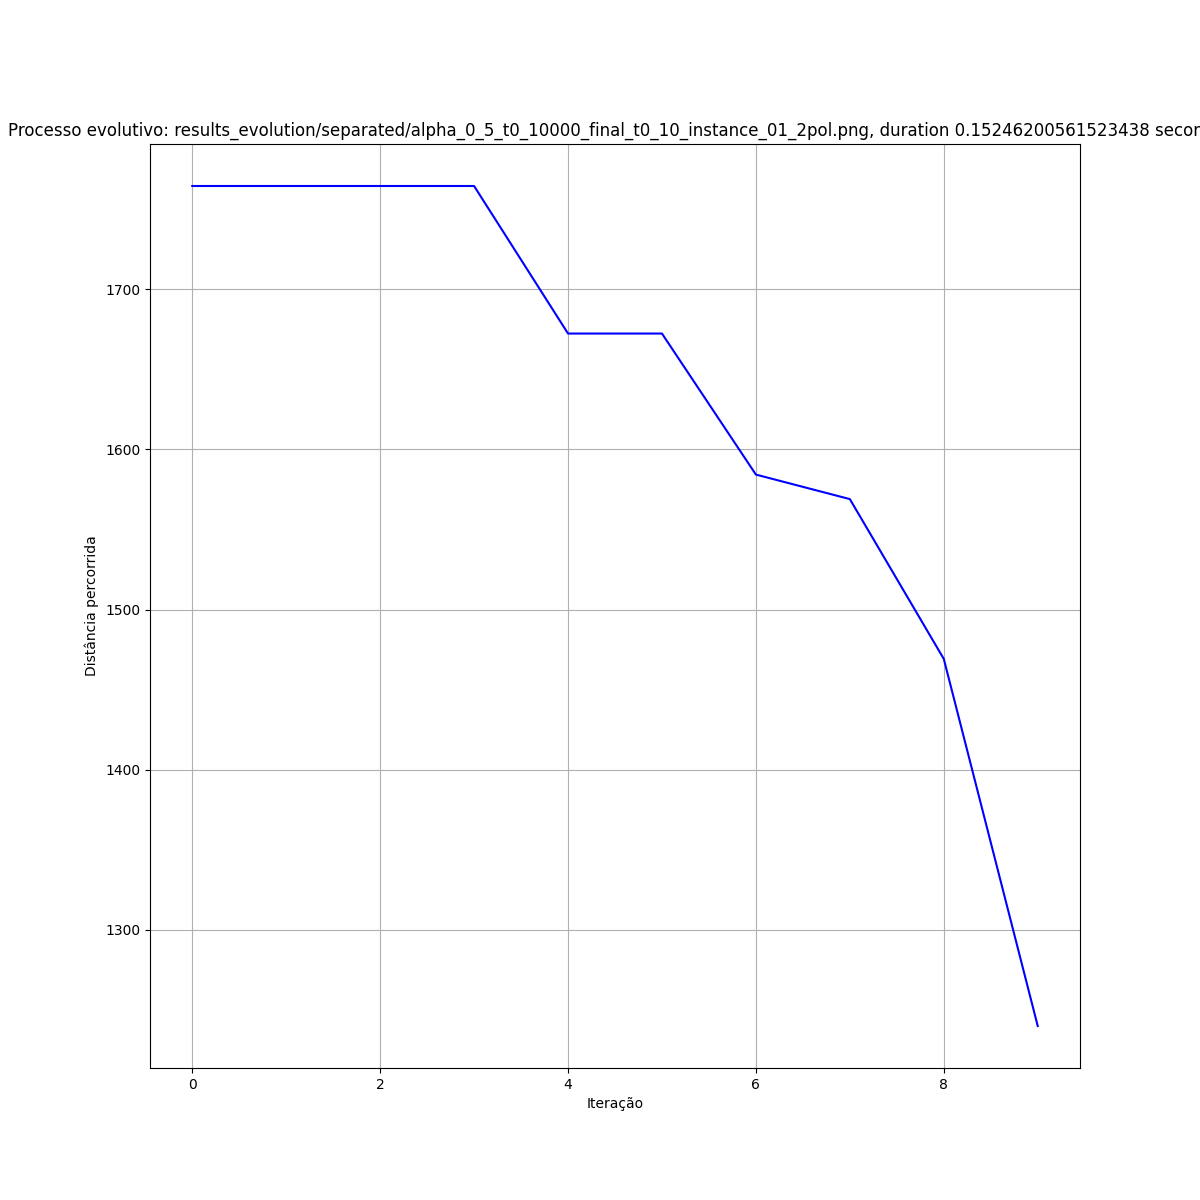 Processo evolutivo: results_evolution/separated/alpha_0_5_t0_10000_final_t0_10_instance_01_2pol.png, duration 0.15246200561523438
1700
1600
1500
1400
1300
Distância percorrida
0 2 4 6 8
Iteração